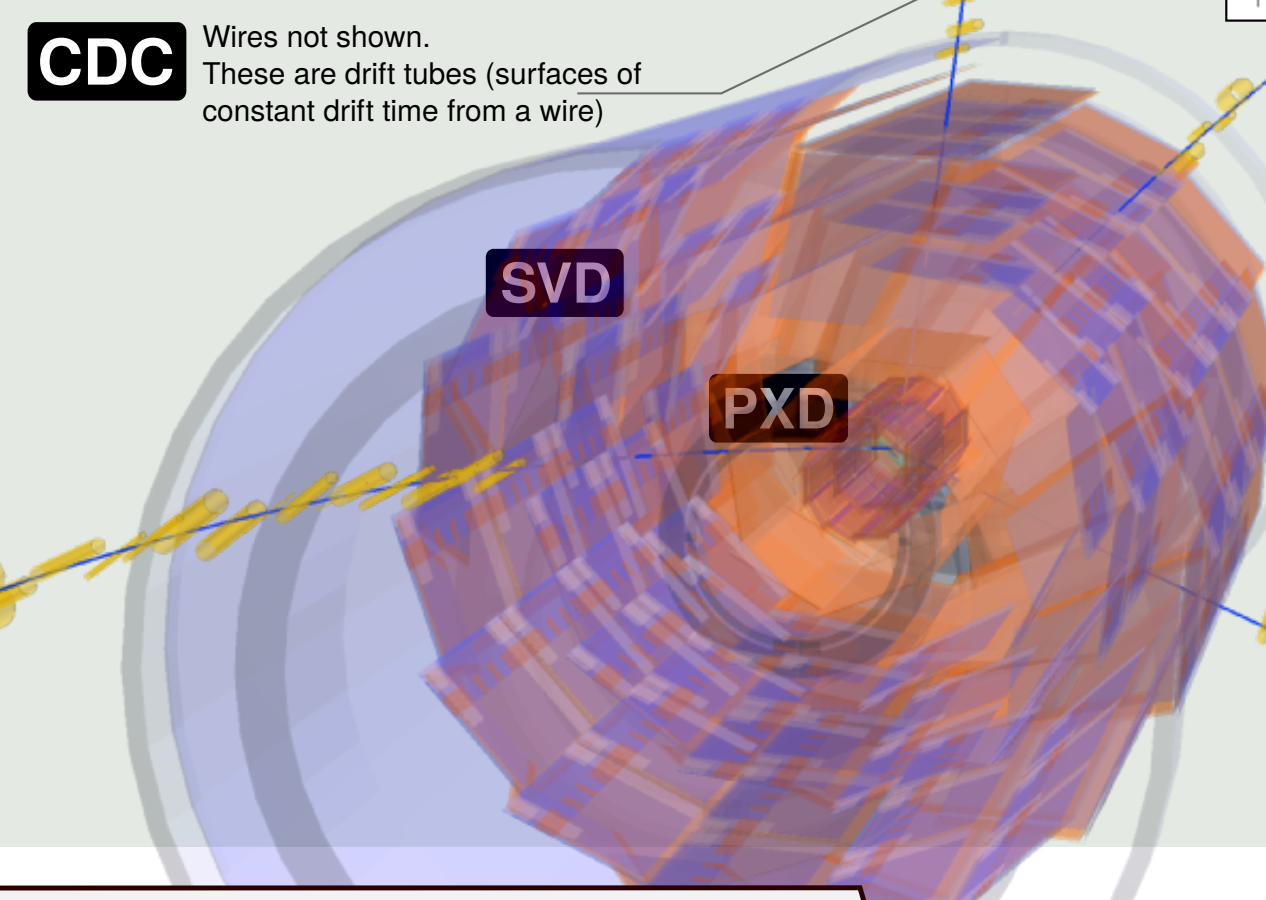 CDC
Wires not shown.
These are drift tubes (surfaces of
constant drift time from a wire)
SVD
PXD